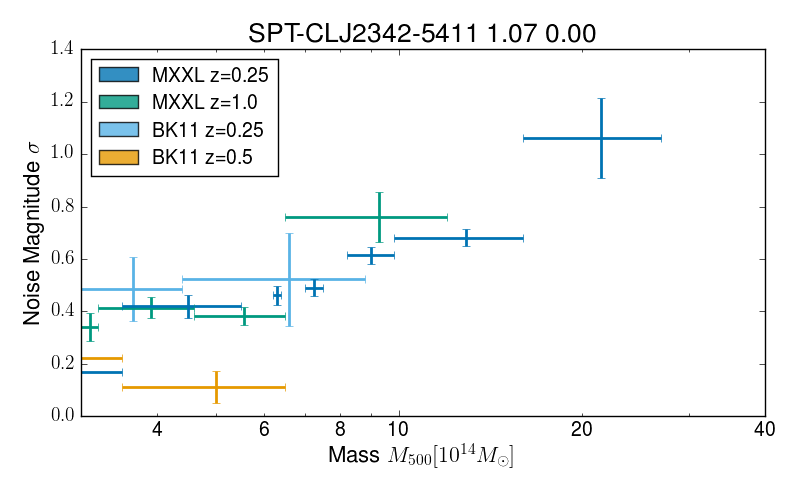 SPT-CLJ2342-5411 1.07 0.00
1.4
1.2
1.0
0.8
0.6
0.4
0.2
0.0
Noise Magnitude σ
MXXL z=0.25
MXXL z=1.0
BK11 z=0.25
BK11 z=0.5
4 6 8 10 20 40
Mass M₅₀₀[10¹⁴M☉]